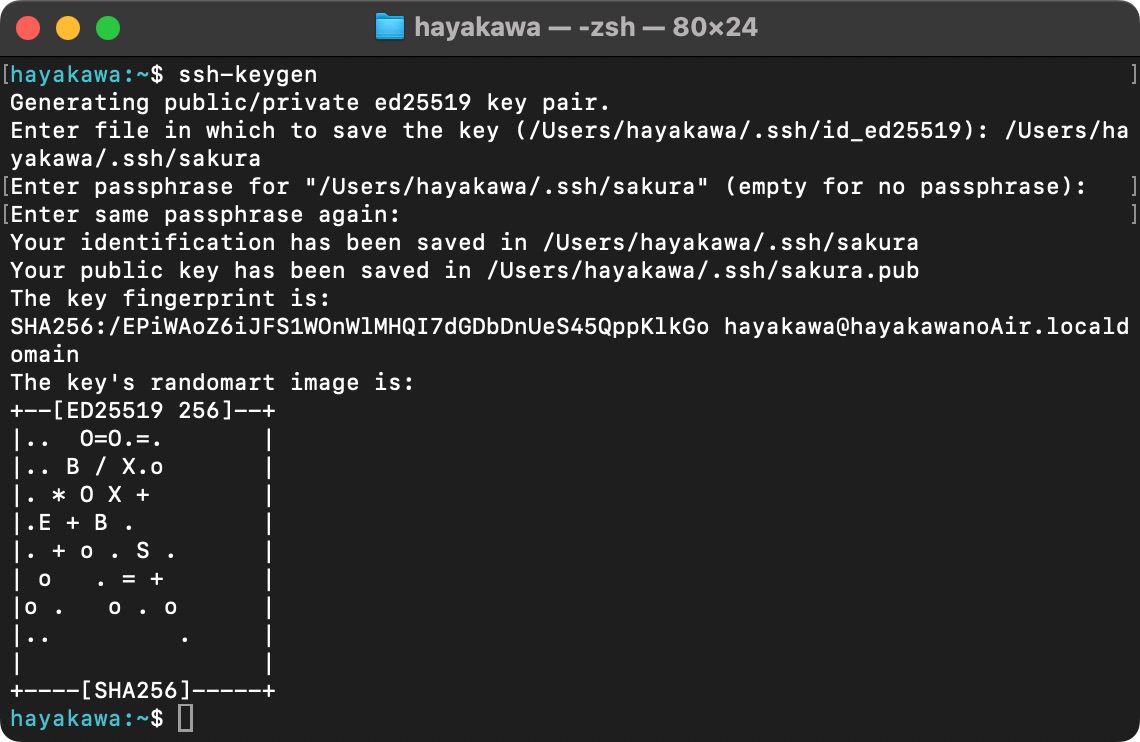 hayakawa — -zsh — 80×24
[hayakawa:~$ ssh-keygen ]
Generating public/private ed25519 key pair.
Enter file in which to save the key (/Users/hayakawa/.ssh/id_ed25519): /Users/ha
yakawa/.ssh/sakura
[Enter passphrase for "/Users/hayakawa/.ssh/sakura" (empty for no passphrase): ]
[Enter same passphrase again: ]
Your identification has been saved in /Users/hayakawa/.ssh/sakura
Your public key has been saved in /Users/hayakawa/.ssh/sakura.pub
The key fingerprint is:
SHA256:/EPiWAoZ6iJFS1WOnWlMHQI7dGDbDnUeS45QppKlkGo hayakawa@hayakawanoAir.locald
omain
The key's randomart image is:
+--[ED25519 256]--+
|..  O=O.=.       |
|.. B / X.o       |
|. * O X +        |
|.E + B .         |
|. + o . S .      |
| o   . = +       |
|o .   o . o      |
|..         .     |
|                 |
+----[SHA256]-----+
hayakawa:~$